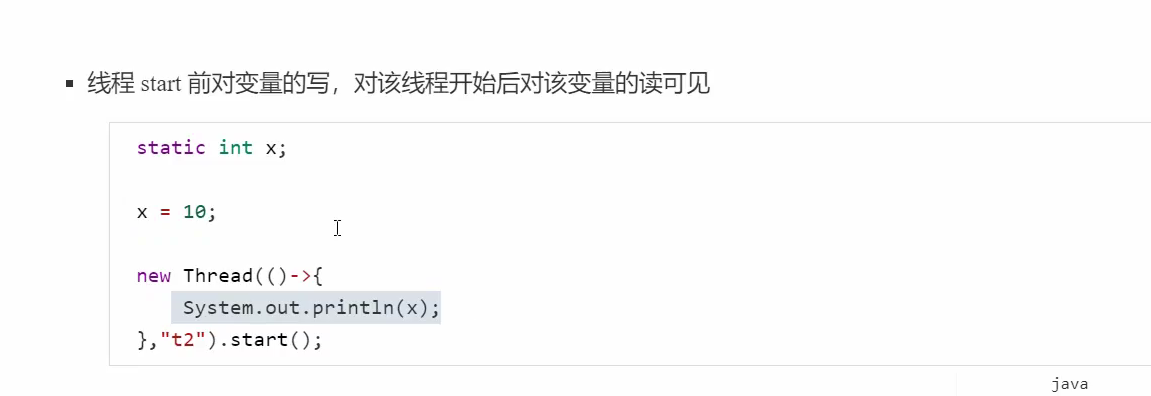 ▪ 线程 start 前对变量的写，对该线程开始后对该变量的读可见
static int x;
x = 10;
new Thread(()->{
    System.out.println(x);
},"t2").start();
java